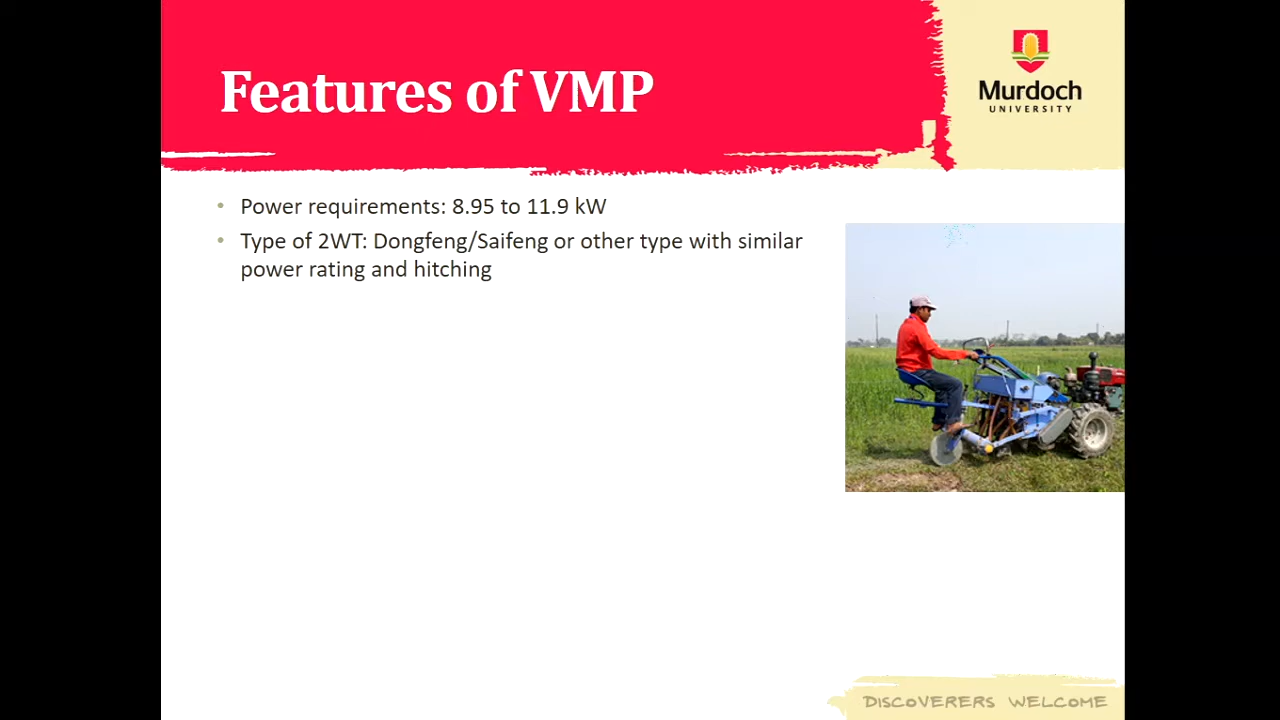 Features of VMP
Murdoch
UNIVERSITY
• Power requirements: 8.95 to 11.9 kW
• Type of 2WT: Dongfeng/Saifeng or other type with similar
power rating and hitching
DISCOVERERS WELCOME